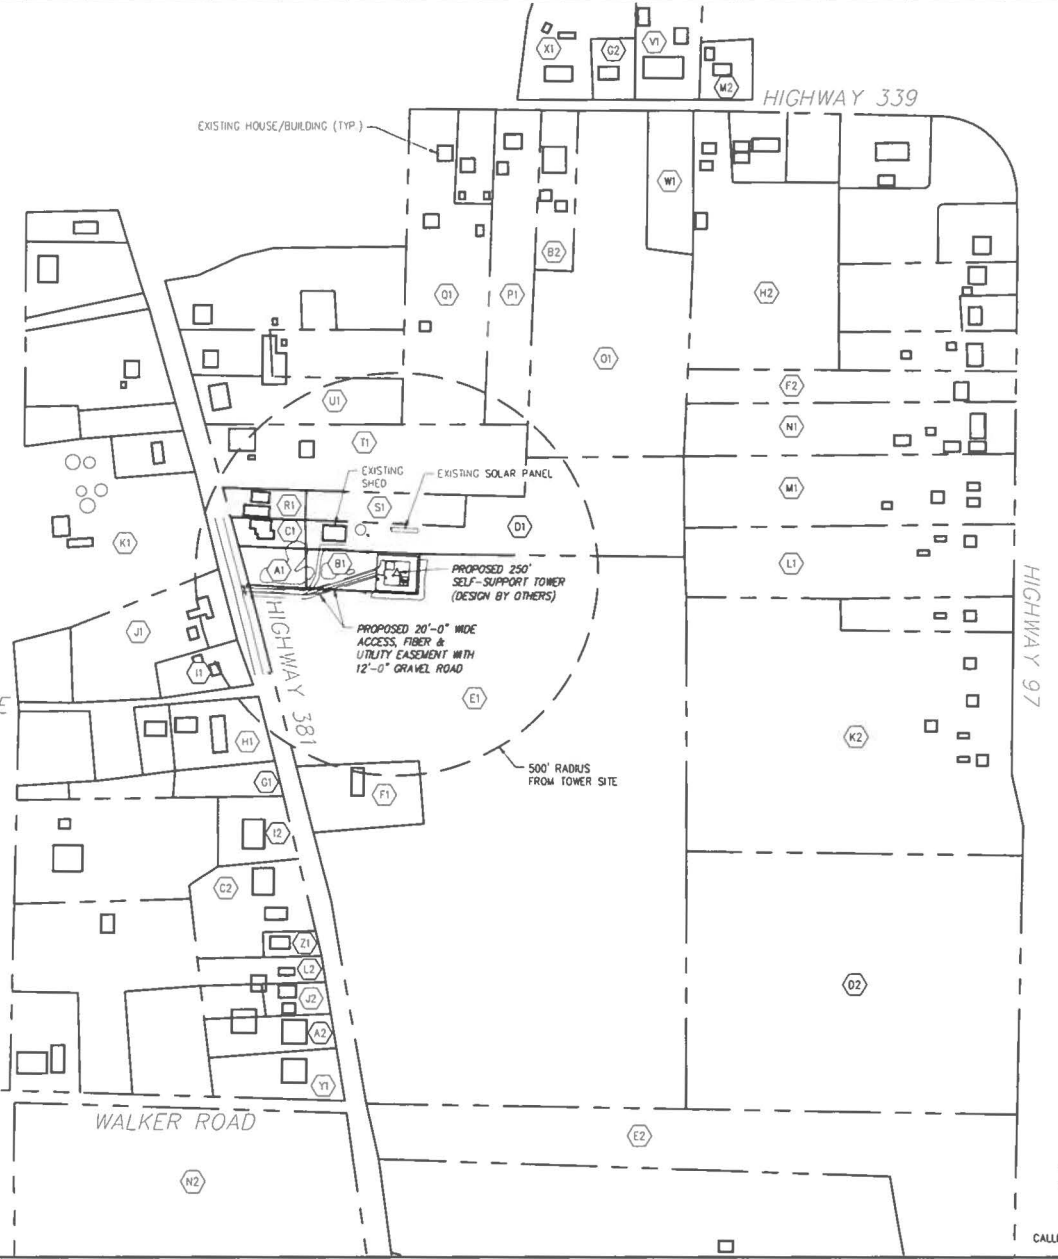 X1
G2
V1
M2
HIGHWAY 339
EXISTING HOUSE/BUILDING (TYP.)
W1
B2
Q1
P1
H2
O1
F2
U1
N1
T1
EXISTING
SHED
EXISTING SOLAR PANEL
M1
R1
S1
D1
C1
K1
A1
B1
L1
PROPOSED 250'
SELF-SUPPORT TOWER
(DESIGN BY OTHERS)
HIGHWAY 97
HIGHWAY 381
PROPOSED 20'-0" WIDE
ACCESS, FIBER &
UTILITY EASEMENT WITH
12'-0" GRAVEL ROAD
J1
I1
E1
E
H1
K2
G1
500' RADIUS
FROM TOWER SITE
F1
I2
C2
Z1
L2
J2
D2
A2
Y1
WALKER ROAD
E2
N2